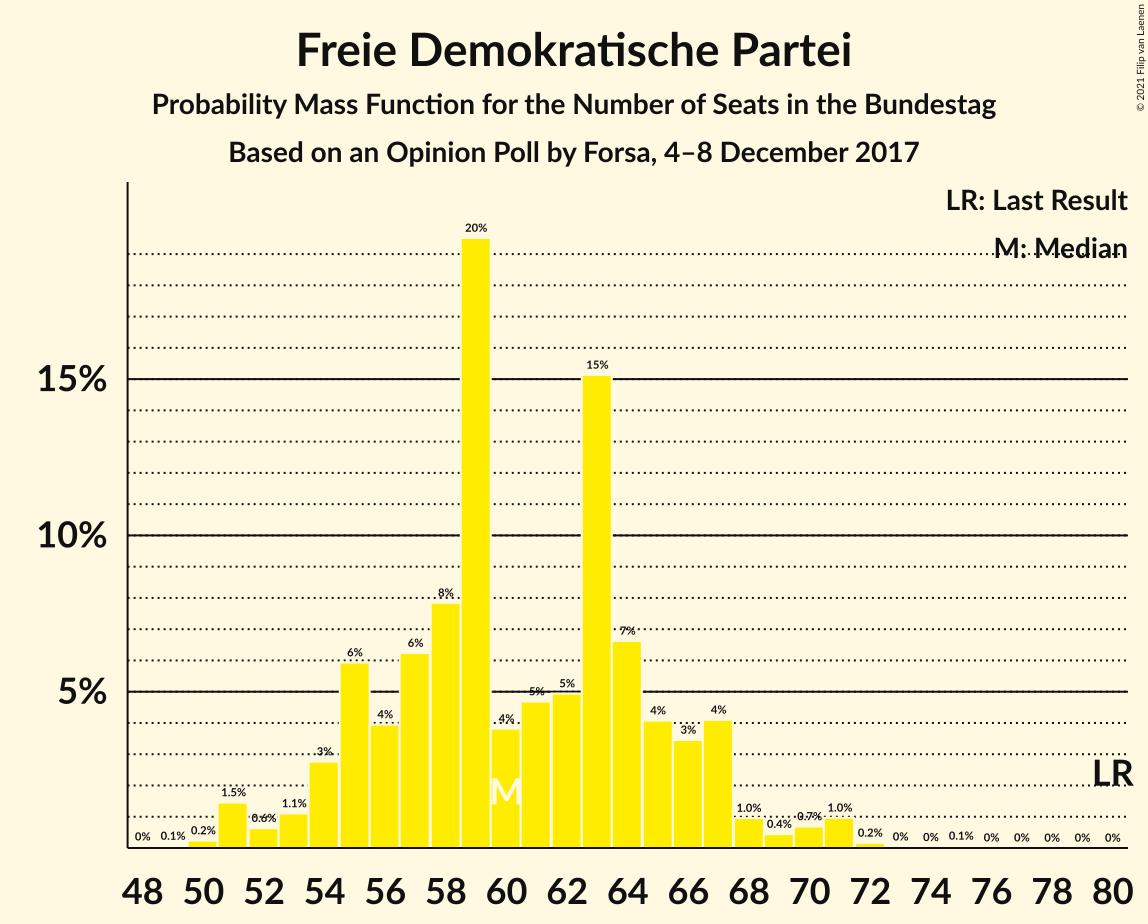 Freie Demokratische Partei
Probability Mass Function for the Number of Seats in the Bundestag
Based on an Opinion Poll by Forsa, 4–8 December 2017
© 2021 Filip van Laenen
LR: Last Result
M: Median
15%
10%
5%
0% 0.1% 0.2% 1.5% 0.6% 1.1% 3% 6% 4% 6% 8% 20% 4% 5% 5% 15% 7% 4% 3% 4% 1.0% 0.4% 0.7% 1.0% 0.2% 0% 0% 0.1% 0% 0% 0% 0% 0%
M
LR
48 50 52 54 56 58 60 62 64 66 68 70 72 74 76 78 80